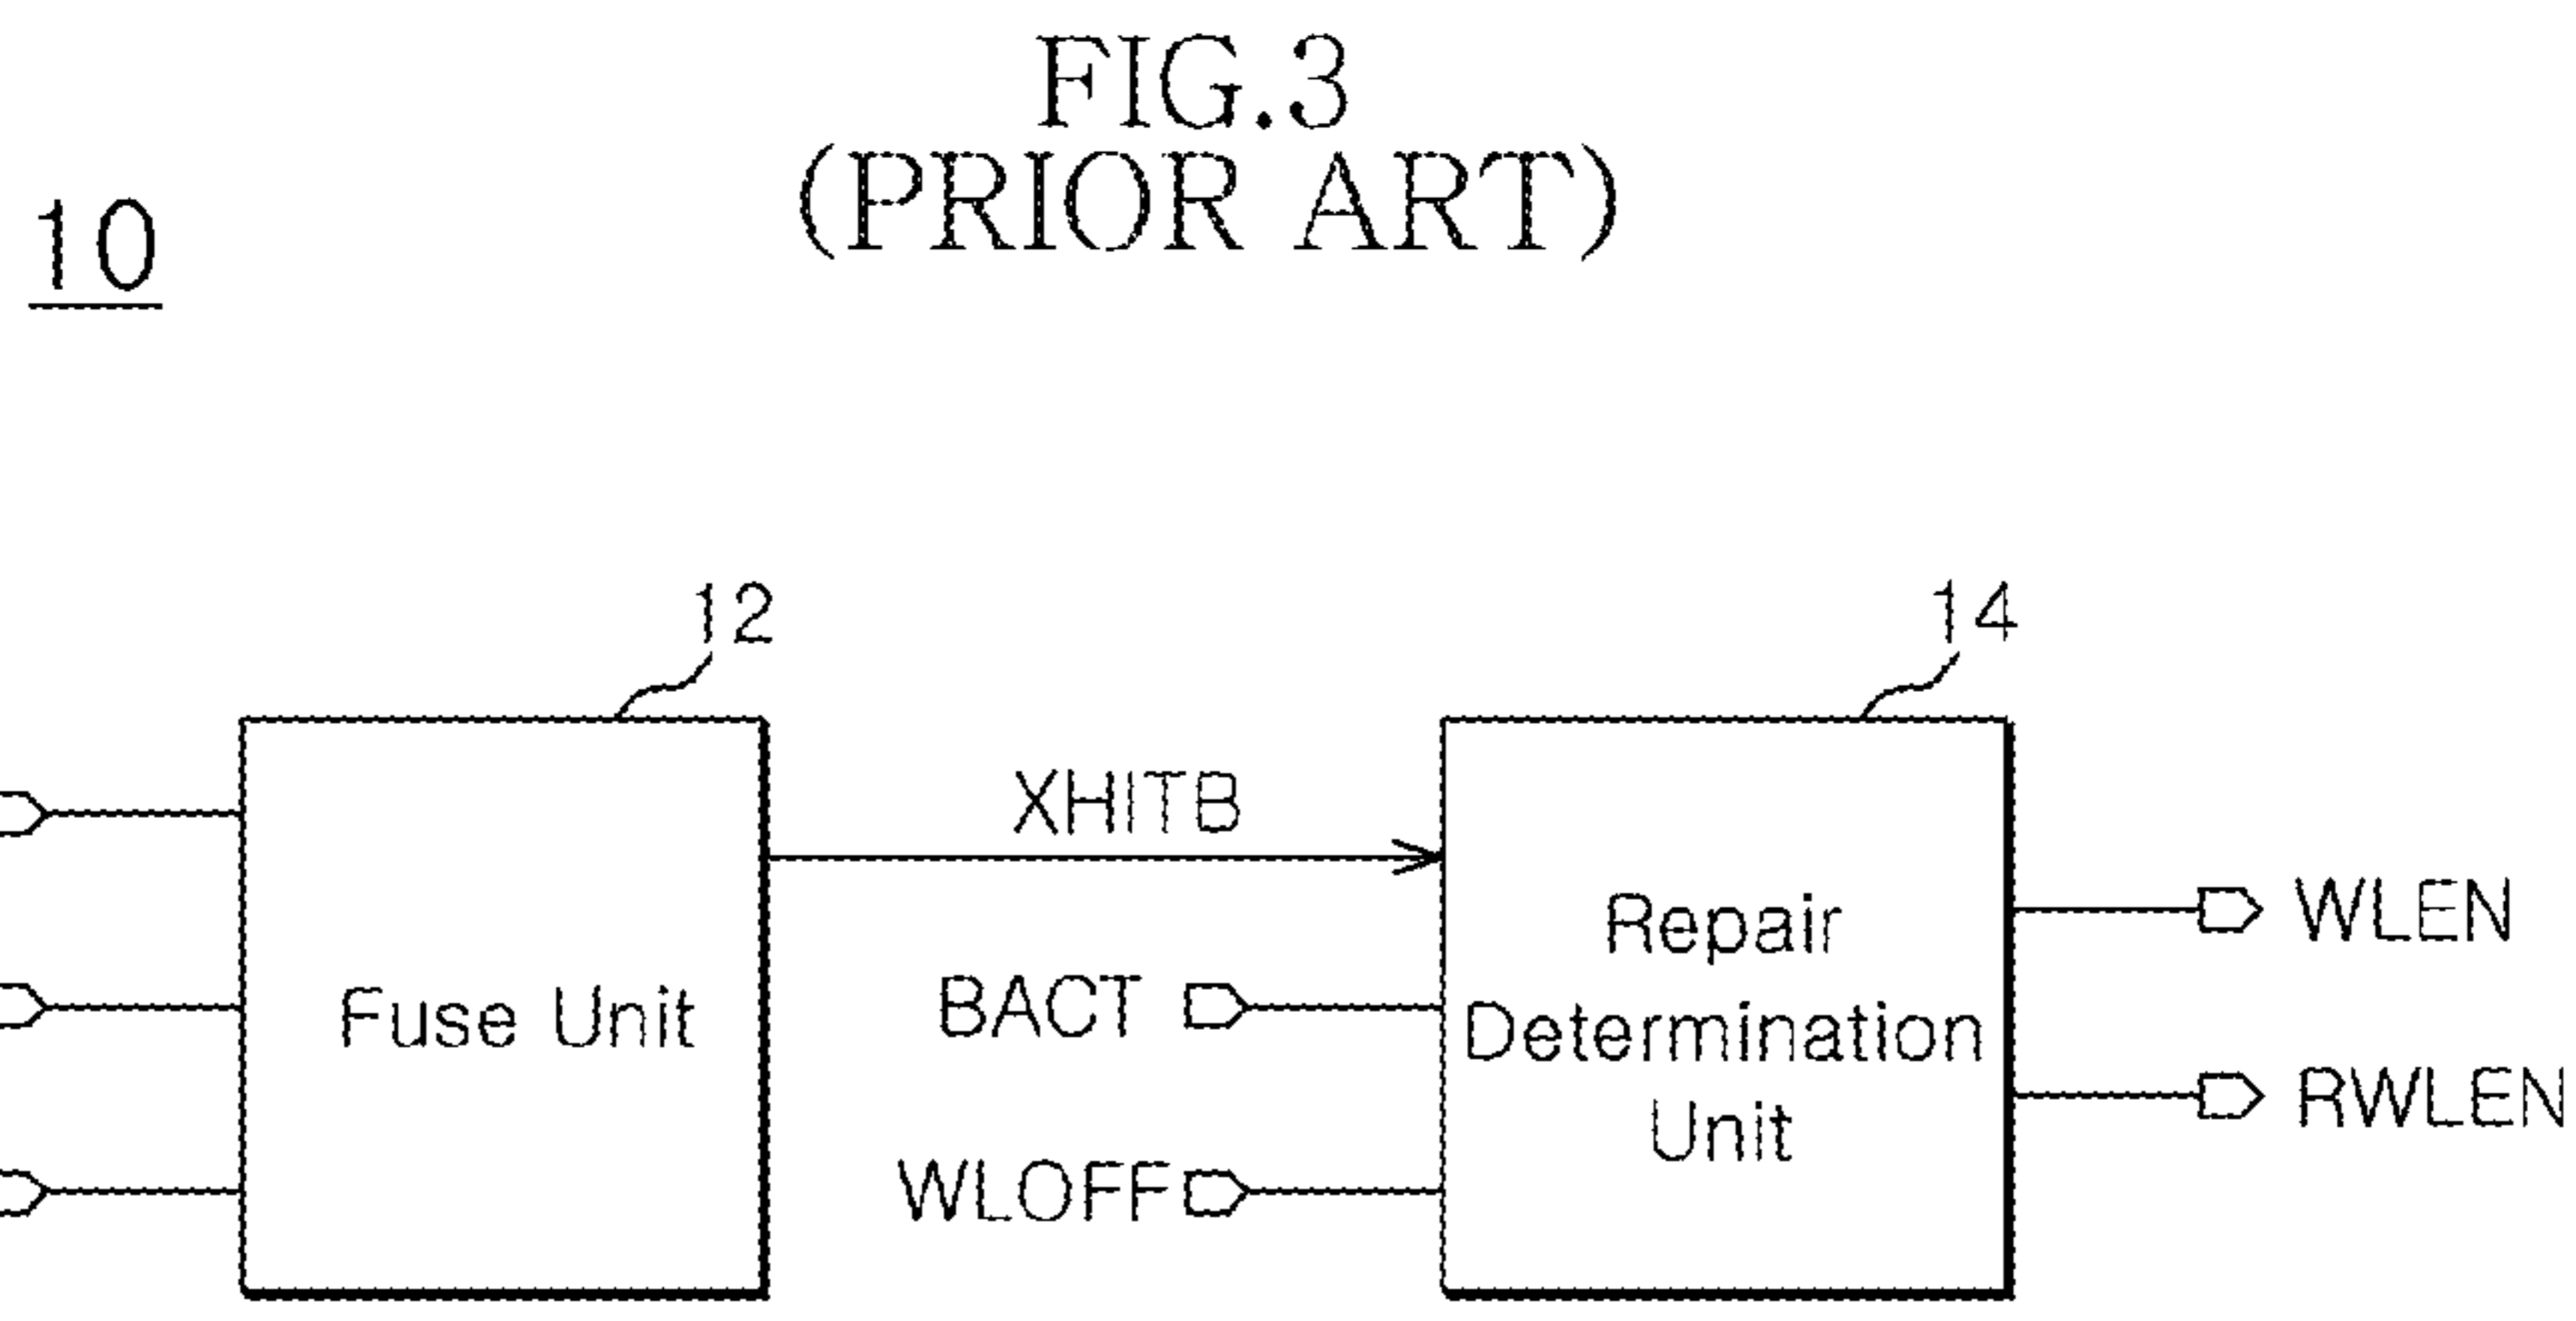 FIG.3
(PRIOR ART)
10
12
14
XHITB
Fuse Unit
BACT
WLOFF
Repair
Determination
Unit
WLEN
RWLEN